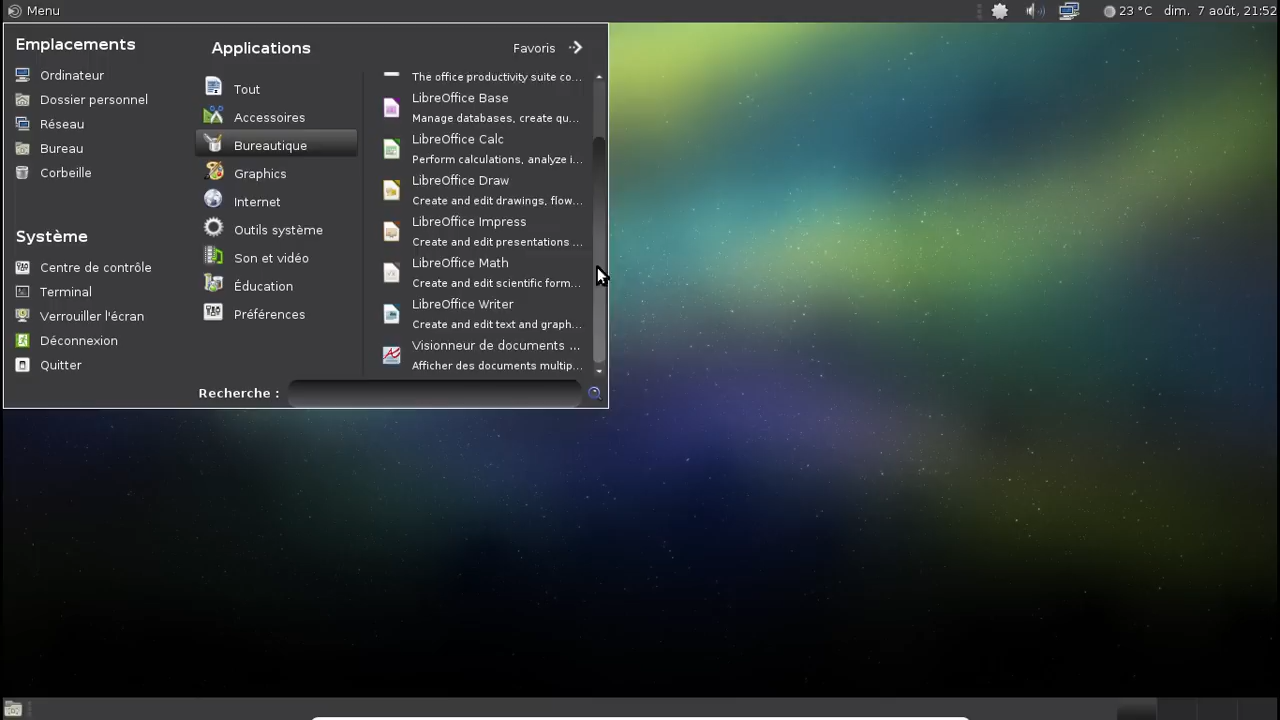 Menu
23 °C
dim. 7 août, 21:52
Emplacements
Ordinateur
Dossier personnel
Réseau
Bureau
Corbeille
Système
Centre de contrôle
Terminal
Verrouiller l'écran
Déconnexion
Quitter
Applications
Favoris
Tout
Accessoires
Bureautique
Graphics
Internet
Outils système
Son et vidéo
Éducation
Préférences
The office productivity suite co...
LibreOffice Base
Manage databases, create qu...
LibreOffice Calc
Perform calculations, analyze i...
LibreOffice Draw
Create and edit drawings, flow...
LibreOffice Impress
Create and edit presentations ...
LibreOffice Math
Create and edit scientific form...
LibreOffice Writer
Create and edit text and graph...
Visionneur de documents ...
Afficher des documents multip...
Recherche :